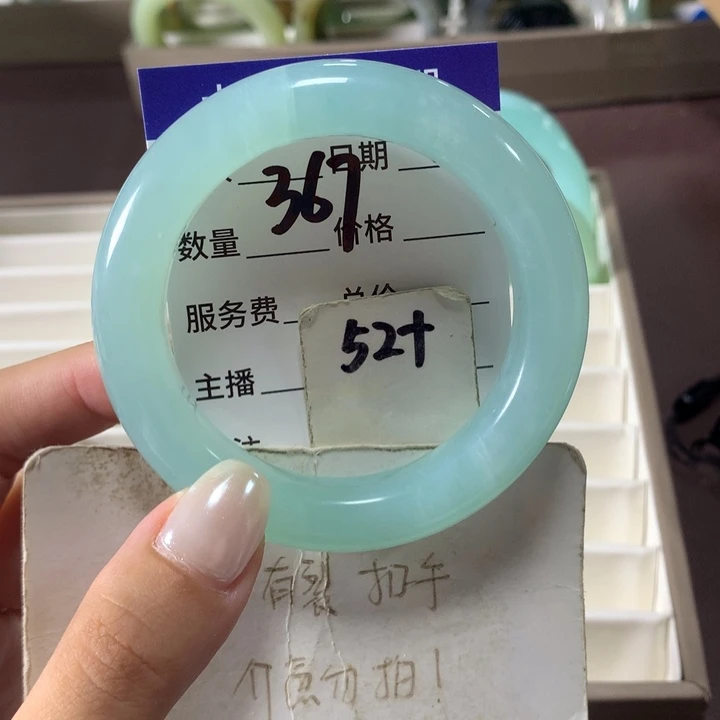 367 日期
数量 价格
服务费 总价
52+
主播
有裂 扣手
介意勿拍!